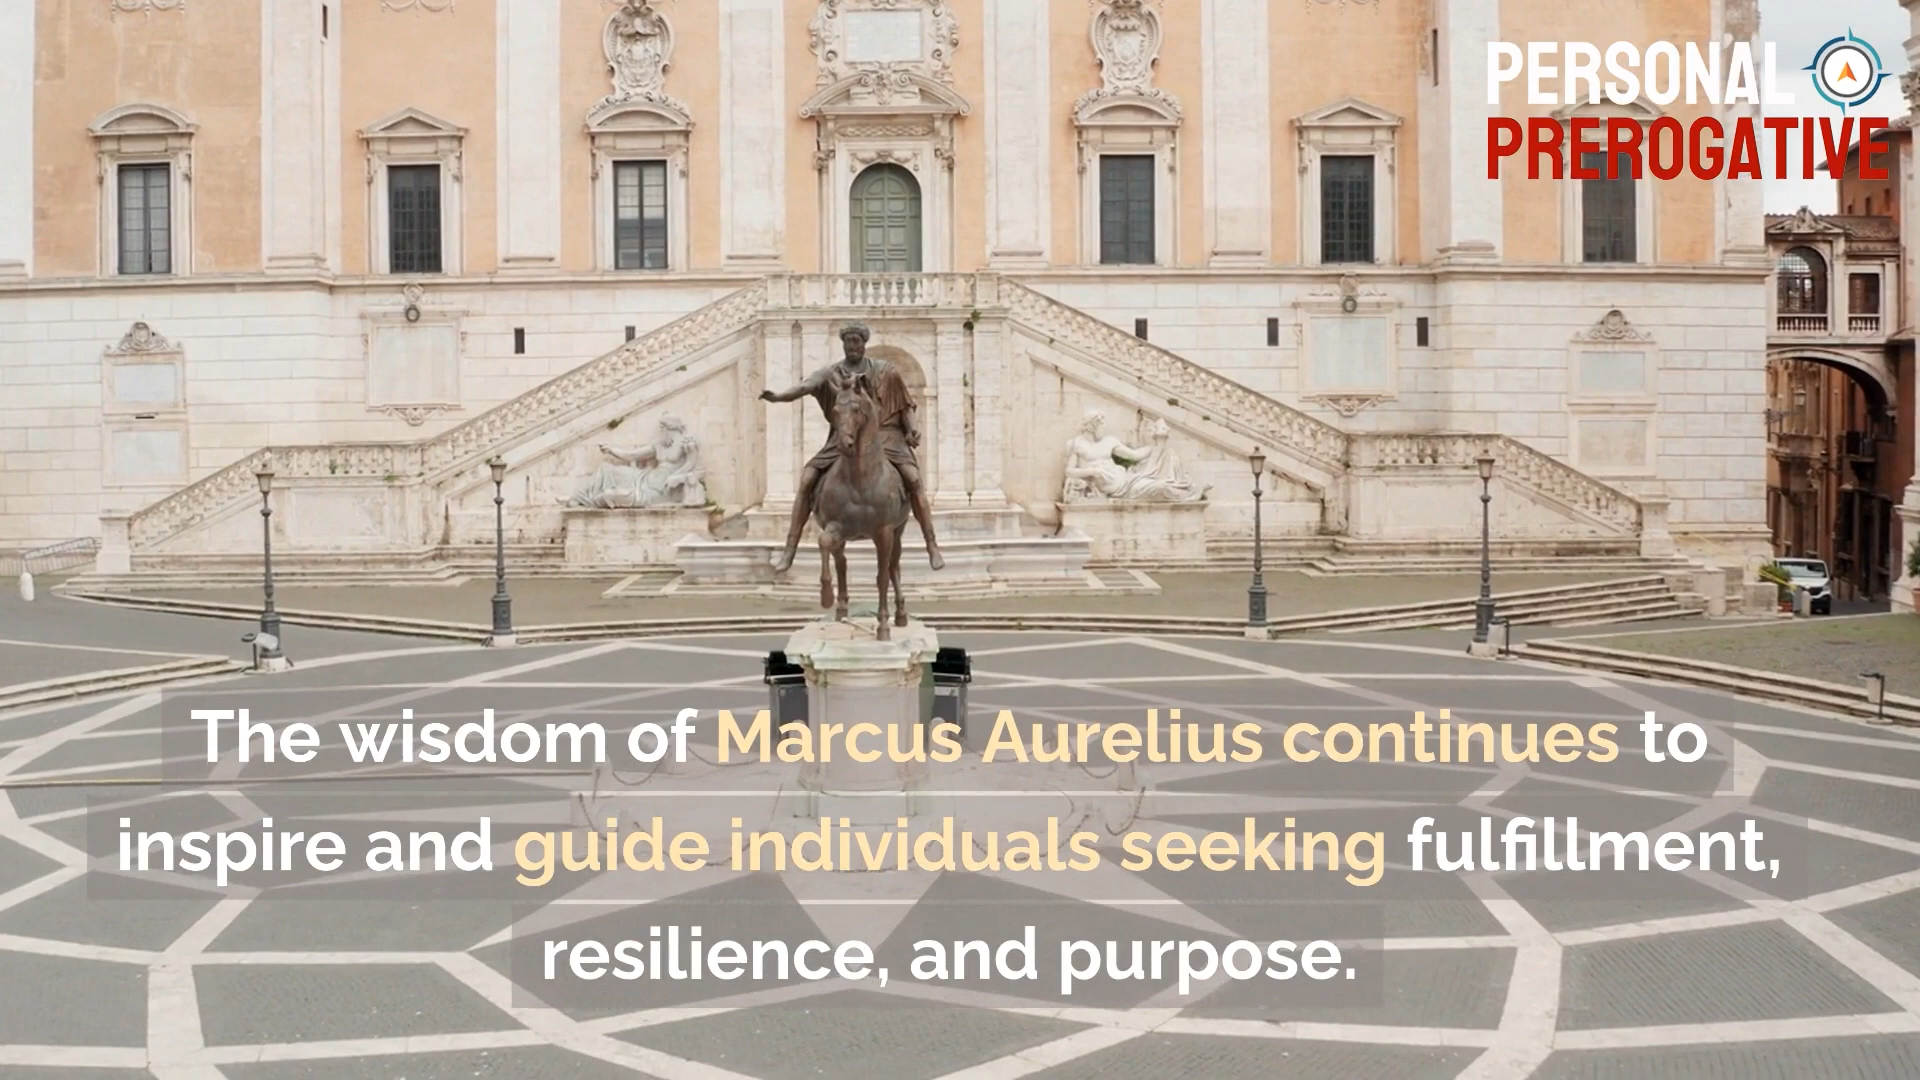 PERSONAL
PREROGATIVE
The wisdom of Marcus Aurelius continues to
inspire and guide individuals seeking fulfillment,
resilience, and purpose.